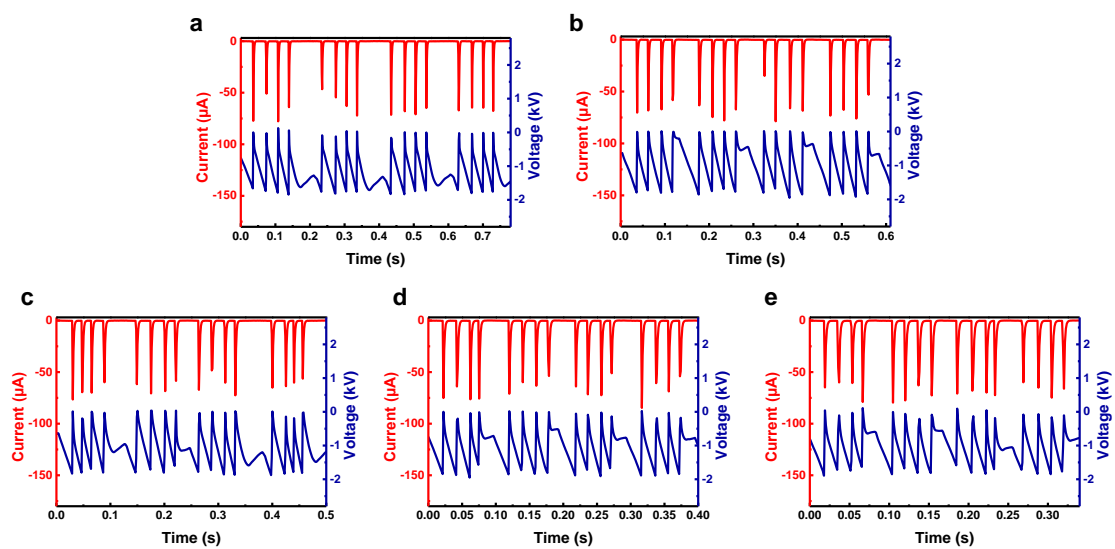 a
0
-50
-100
-150
Current (µA)
2
1
0
-1
-2
Voltage (kV)
0.0 0.1 0.2 0.3 0.4 0.5 0.6 0.7
Time (s)
b
0
-50
-100
-150
Current (µA)
2
1
0
-1
-2
Voltage (kV)
0.0 0.1 0.2 0.3 0.4 0.5 0.6
Time (s)
c
0
-50
-100
-150
Current (µA)
2
1
0
-1
-2
Voltage (kV)
0.0 0.1 0.2 0.3 0.4 0.5
Time (s)
d
0
-50
-100
-150
Current (µA)
2
1
0
-1
-2
Voltage (kV)
0.00 0.05 0.10 0.15 0.20 0.25 0.30 0.35 0.40
Time (s)
e
0
-50
-100
-150
Current (µA)
2
1
0
-1
-2
Voltage (kV)
0.00 0.05 0.10 0.15 0.20 0.25 0.30
Time (s)